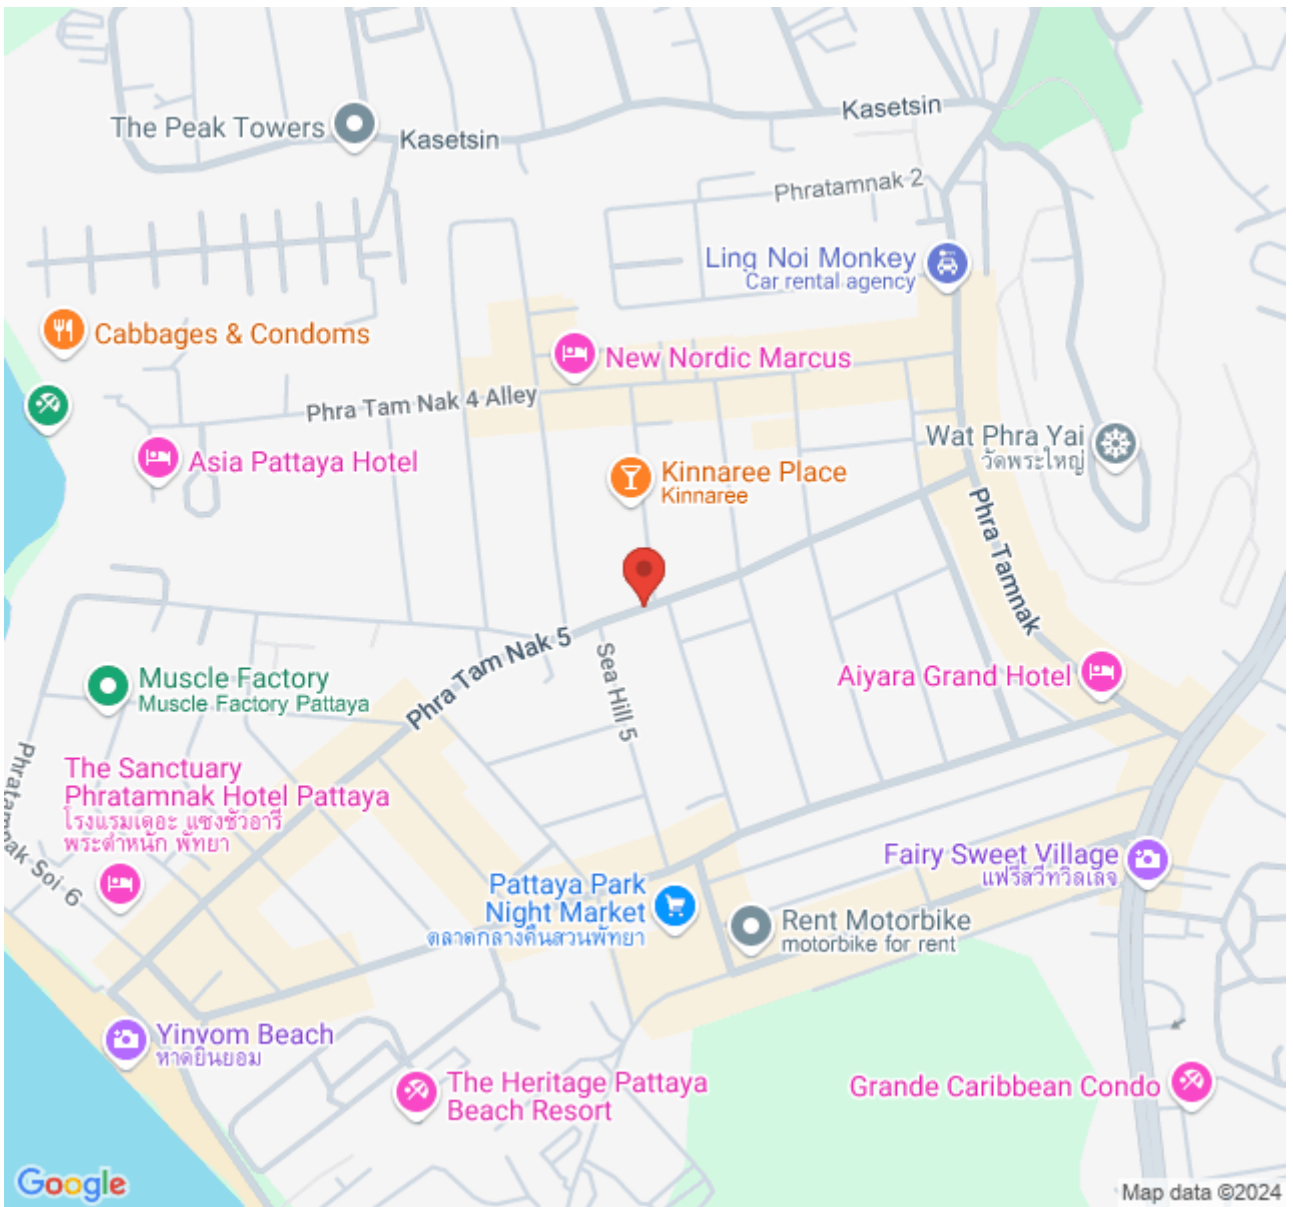 Kasetsin
The Peak Towers
Kasetsin
Phratamnak 2
Linq Noi Monkey
Car rental agency
Cabbages & Condoms
New Nordic Marcus
Phra Tam Nak 4 Alley
Wat Phra Yai
วัดพระใหญ่
Asia Pattaya Hotel
Kinnaree Place
Kinnaree
Phra Tamnak
Phra Tam Nak 5
Sea Hill 5
Muscle Factory
Muscle Factory Pattaya
Aiyara Grand Hotel
Phratamnak Soi 6
The Sanctuary
Phratamnak Hotel Pattaya
โรงแรมเดอะ แซงชัวอารี
พระตำหนัก พัทยา
Fairy Sweet Village
แฟรี่สวีทวิลเลจ
Pattaya Park
Night Market
ตลาดกลางคืนสวนพัทยา
Rent Motorbike
motorbike for rent
Yinvom Beach
หาดยินยอม
The Heritage Pattaya
Beach Resort
Grande Caribbean Condo
Google
Map data ©2024